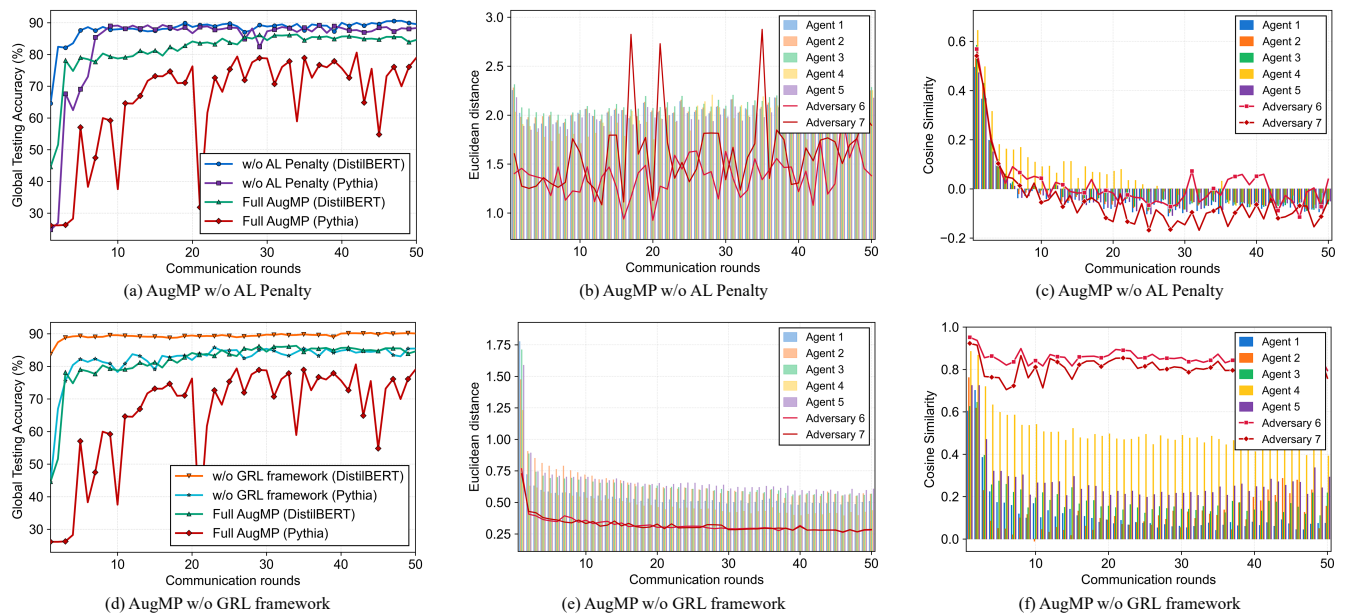 Global Testing Accuracy (%)
90
80
70
60
50
40
30
10
20
30
40
50
Communication rounds
w/o AL Penalty (DistilBERT)
w/o AL Penalty (Pythia)
Full AugMP (DistilBERT)
Full AugMP (Pythia)
(a) AugMP w/o AL Penalty
Euclidean distance
3.0
2.5
2.0
1.5
1.0
10
20
30
40
50
Communication rounds
Agent 1
Agent 2
Agent 3
Agent 4
Agent 5
Adversary 6
Adversary 7
(b) AugMP w/o AL Penalty
Cosine Similarity
0.6
0.4
0.2
0.0
−0.2
10
20
30
40
50
Communication rounds
Agent 1
Agent 2
Agent 3
Agent 4
Agent 5
Adversary 6
Adversary 7
(c) AugMP w/o AL Penalty
Global Testing Accuracy (%)
90
80
70
60
50
40
30
10
20
30
40
50
Communication rounds
w/o GRL framework (DistilBERT)
w/o GRL framework (Pythia)
Full AugMP (DistilBERT)
Full AugMP (Pythia)
(d) AugMP w/o GRL framework
Euclidean distance
1.75
1.50
1.25
1.00
0.75
0.50
0.25
10
20
30
40
50
Communication rounds
Agent 1
Agent 2
Agent 3
Agent 4
Agent 5
Adversary 6
Adversary 7
(e) AugMP w/o GRL framework
Cosine Similarity
1.0
0.8
0.6
0.4
0.2
0.0
10
20
30
40
50
Communication rounds
Agent 1
Agent 2
Agent 3
Agent 4
Agent 5
Adversary 6
Adversary 7
(f) AugMP w/o GRL framework